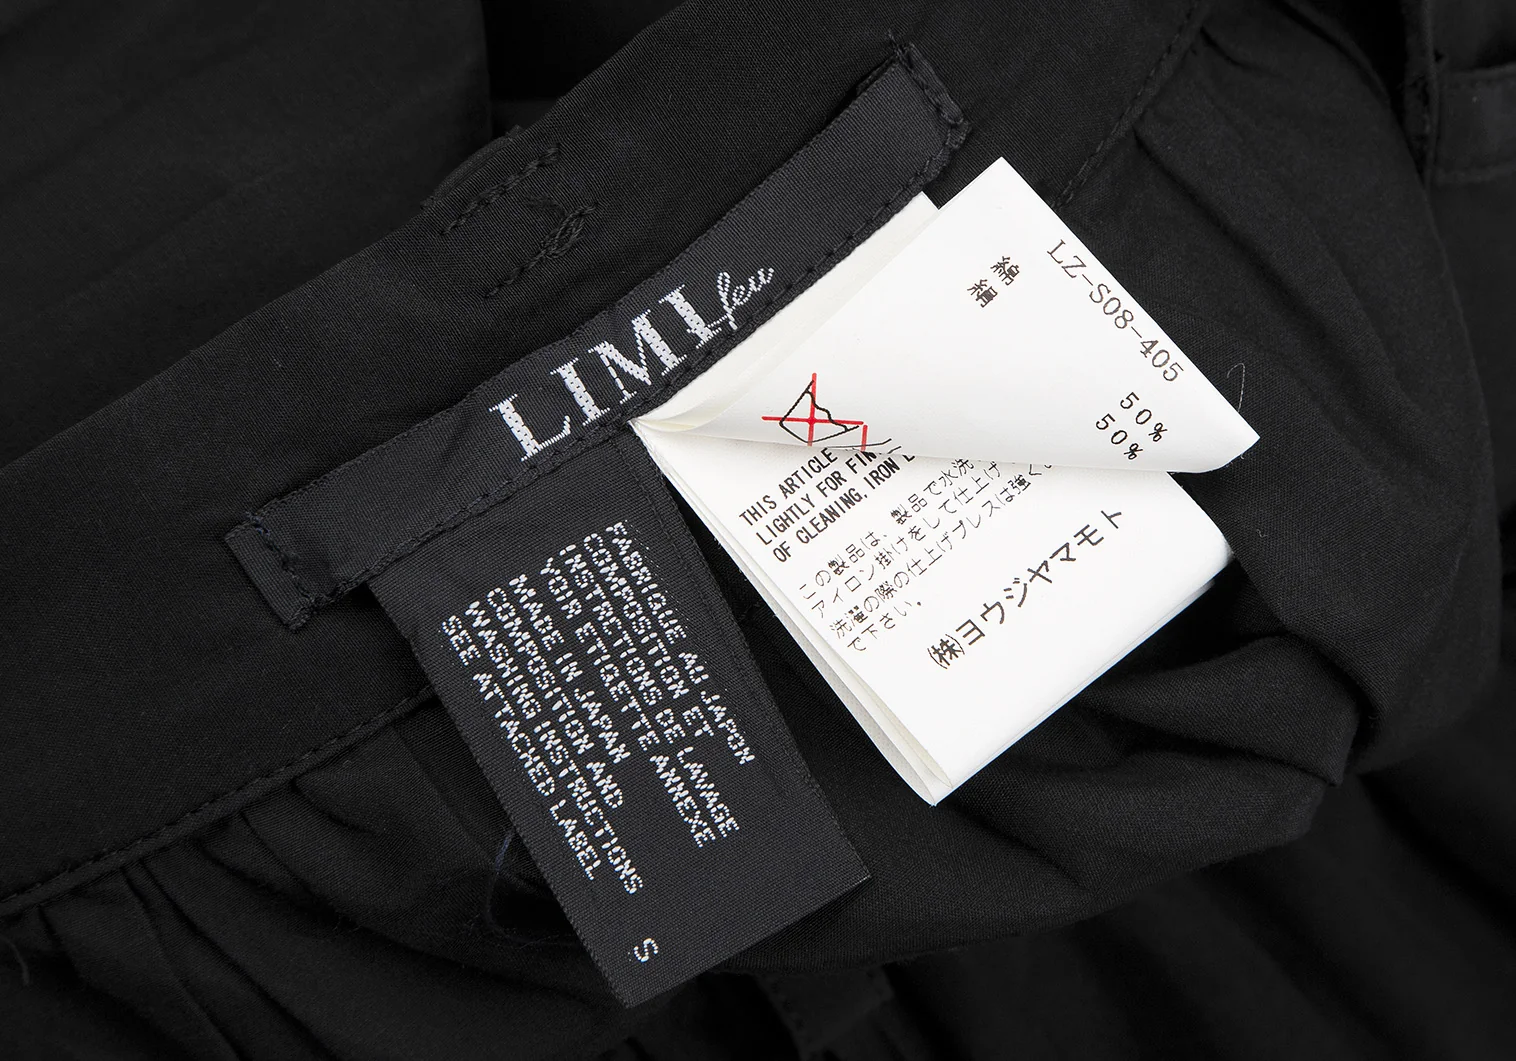 LIMI feu
FABRIQUE AU JAPON
COMPOSITION ET
INSTRETIONS DE LAVAGE
VOIR ETIGETTE ANNEXE
MADE IN JAPAN
COMPOSITION AND
WASHING INSTRUCTIONS
SEE ATTACHED LABEL
S
LZ-S08-405
綿 50%
絹 50%
THIS ARTICLE
LIGHTLY FOR FIN
OF CLEANING, IRON
この製品は、製品で水洗
アイロン掛けをして仕上げ
洗濯の際の仕上げプレスは強く
で下さい。
㈱ヨウジヤマモト